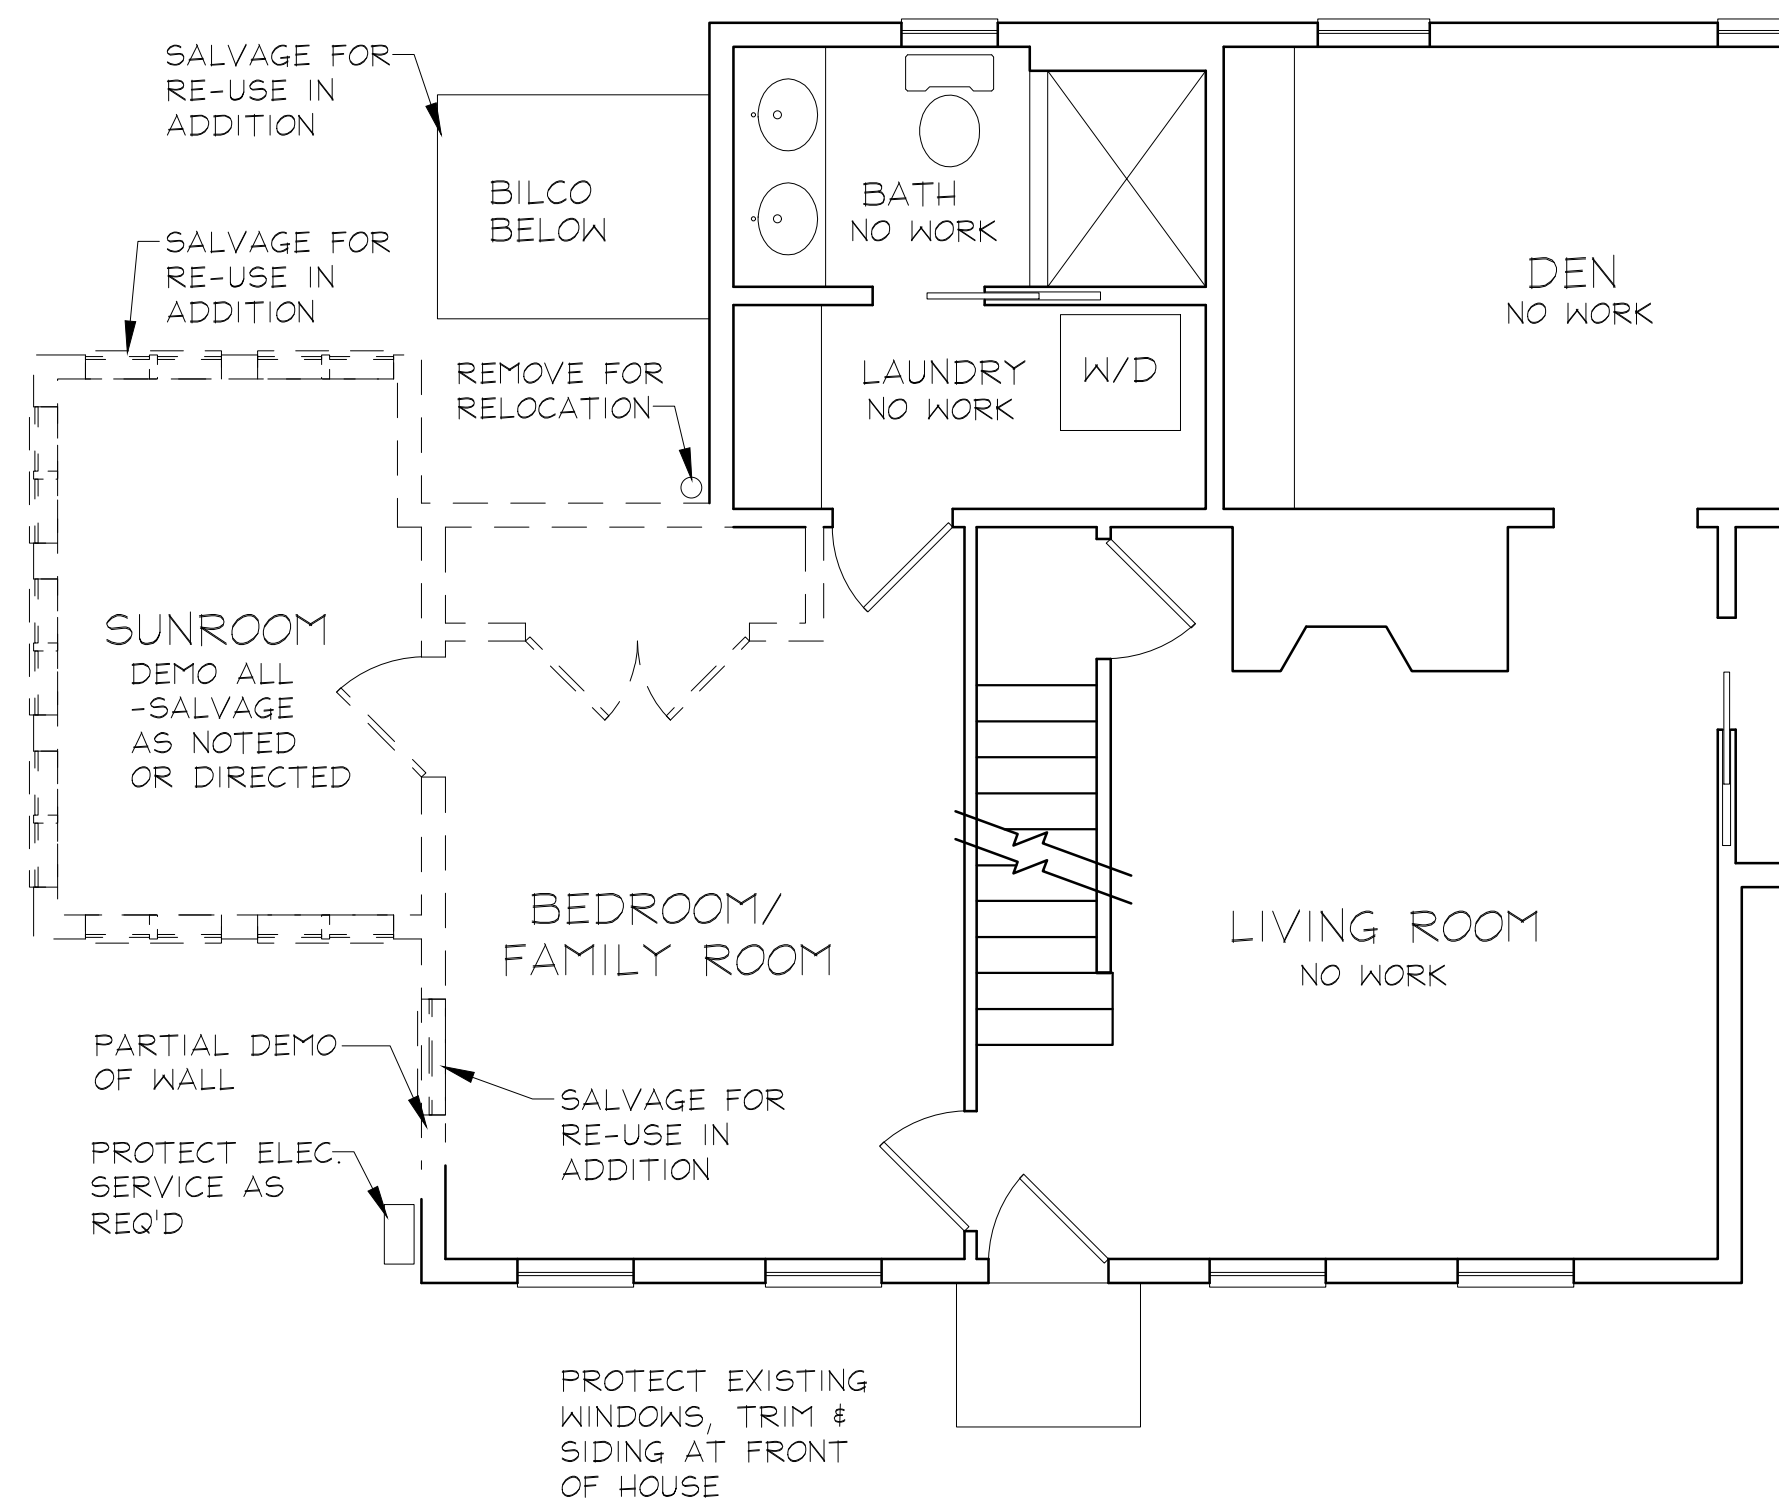 SALVAGE FOR
RE-USE IN
ADDITION
BILCO
BELOW
BATH
NO WORK
SALVAGE FOR
RE-USE IN
ADDITION
DEN
NO WORK
REMOVE FOR
RELOCATION
LAUNDRY
NO WORK
W/D
SUNROOM
DEMO ALL
-SALVAGE
AS NOTED
OR DIRECTED
BEDROOM/
FAMILY ROOM
LIVING ROOM
NO WORK
PARTIAL DEMO
OF WALL
SALVAGE FOR
RE-USE IN
ADDITION
PROTECT ELEC.
SERVICE AS
REQ'D
PROTECT EXISTING
WINDOWS, TRIM &
SIDING AT FRONT
OF HOUSE